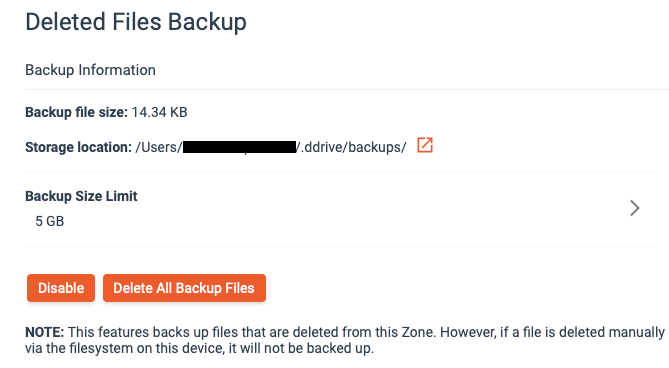 Deleted Files Backup
Backup Information
Backup file size: 14.34 KB
Storage location: /Users/ /.ddrive/backups/
Backup Size Limit
5 GB
Disable Delete All Backup Files
NOTE: This features backs up files that are deleted from this Zone. However, if a file is deleted manually
via the filesystem on this device, it will not be backed up.